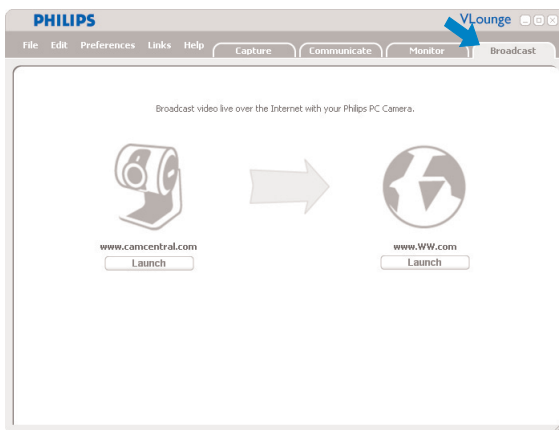 PHILIPS VLounge
File Edit Preferences Links Help Capture Communicate Monitor Broadcast
Broadcast video live over the Internet with your Philips PC Camera.
www.camcentral.com www.WW.com
Launch Launch